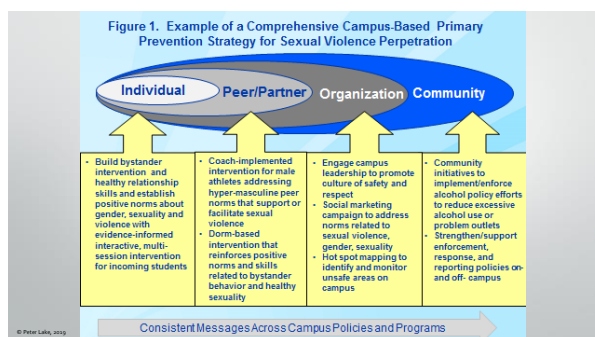 Figure 1. Example of a Comprehensive Campus-Based Primary
Prevention Strategy for Sexual Violence Perpetration
Individual
Peer/Partner
Organization
Community
• Build bystander
intervention and
healthy relationship
skills and establish
positive norms about
gender, sexuality and
violence with
evidence-informed
interactive, multi-
session intervention
for incoming students
• Coach-implemented
intervention for male
athletes addressing
hyper-masculine peer
norms that support or
facilitate sexual
violence
• Dorm-based
intervention that
reinforces positive
norms and skills
related to bystander
behavior and healthy
sexuality
• Engage campus
leadership to promote
culture of safety and
respect
• Social marketing
campaign to address
norms related to
sexual violence,
gender, sexuality
• Hot spot mapping to
identify and monitor
unsafe areas on
campus
• Community
initiatives to
implement/enforce
alcohol policy efforts
to reduce excessive
alcohol use or
problem outlets
• Strengthen/support
enforcement,
response, and
reporting policies on-
and off- campus
Consistent Messages Across Campus Policies and Programs
© Peter Lake, 2019